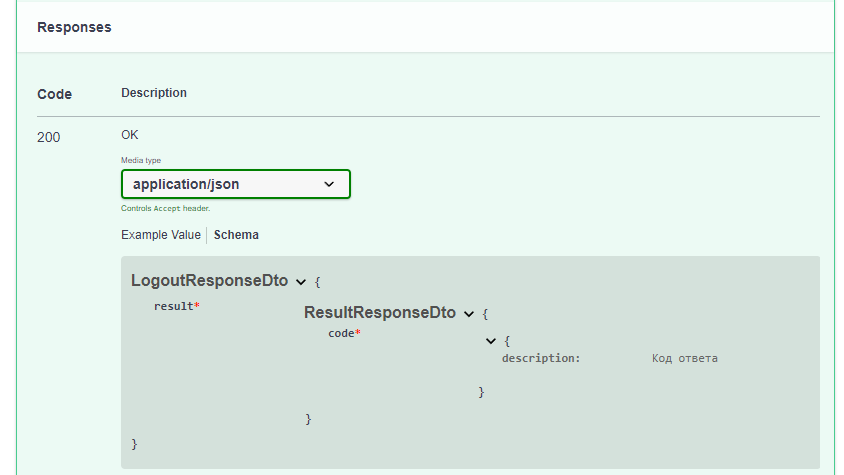 Responses
Code Description
200 OK
Media type
application/json
Controls Accept header.
Example Value Schema
LogoutResponseDto {
result* ResultResponseDto {
code* {
description: Код ответа
}
}
}